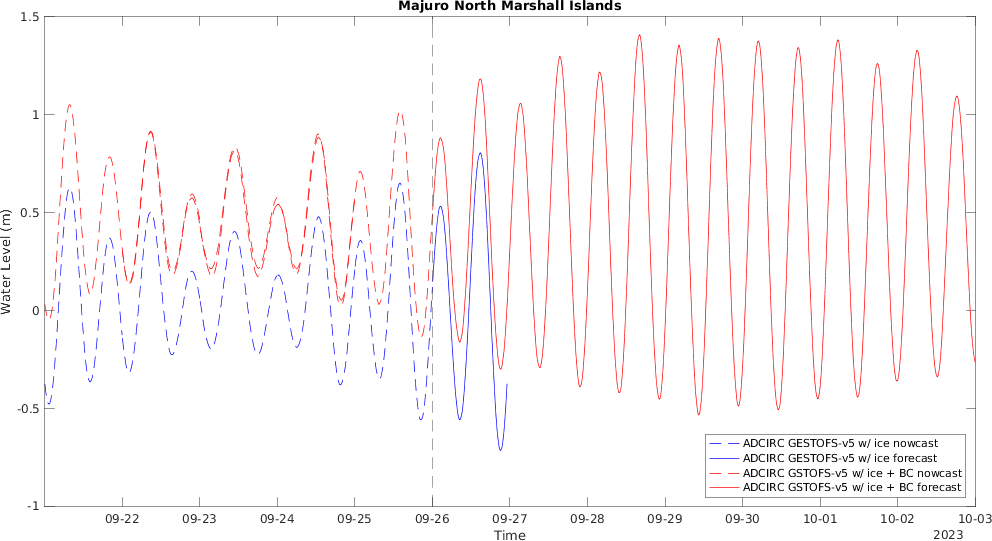 Majuro North Marshall Islands
Water Level (m)
1.5
1
0.5
0
-0.5
-1
ADCIRC GESTOFS-v5 w/ ice nowcast
ADCIRC GESTOFS-v5 w/ ice forecast
ADCIRC GSTOFS-v5 w/ ice + BC nowcast
ADCIRC GSTOFS-v5 w/ ice + BC forecast
09-22 09-23 09-24 09-25 09-26 09-27 09-28 09-29 09-30 10-01 10-02 10-03
Time
2023